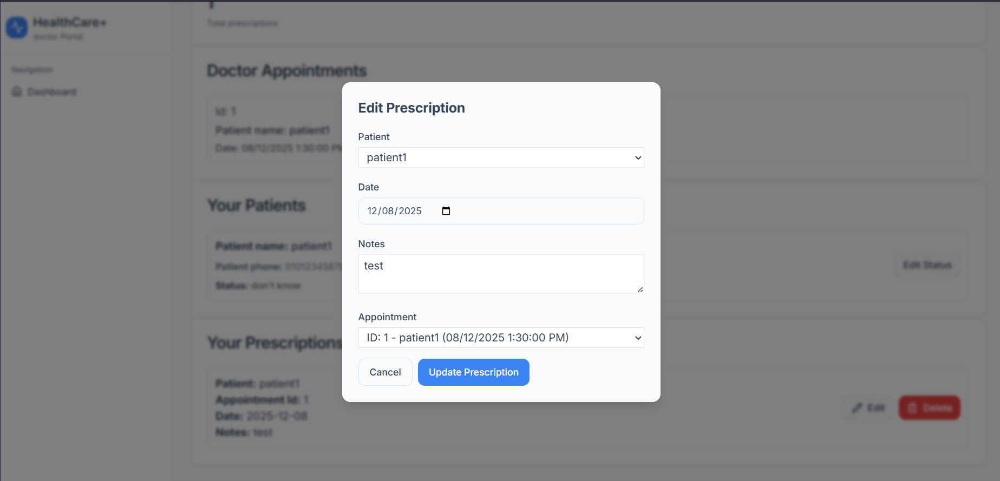 HealthCare+
doctor Portal
Navigation
Dashboard
Total prescriptions
Doctor Appointments
Id: 1
Patient name: patient1
Date: 08/12/2025 1:30:00 PM
Your Patients
Patient name: patient1
Patient phone: 01012345678
Status: don't know
Edit Status
Your Prescriptions
Patient: patient1
Appointment Id: 1
Date: 2025-12-08
Notes: test
Edit
Delete
Edit Prescription
Patient
patient1
Date
12/08/2025
Notes
test
Appointment
ID: 1 - patient1 (08/12/2025 1:30:00 PM)
Cancel
Update Prescription